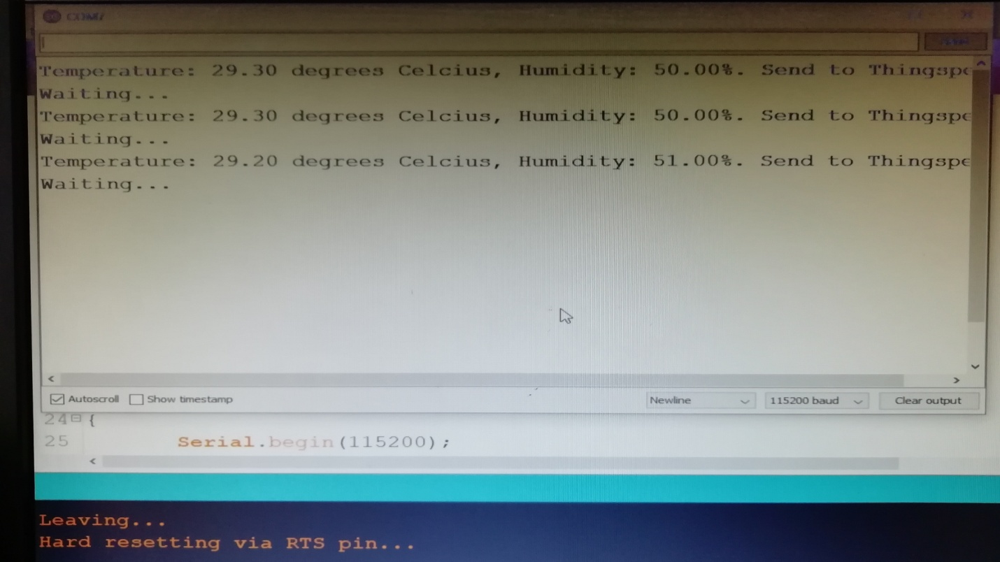 Temperature: 29.30 degrees Celcius, Humidity: 50.00%. Send to Thingspe
Waiting...
Temperature: 29.30 degrees Celcius, Humidity: 50.00%. Send to Thingspe
Waiting...
Temperature: 29.20 degrees Celcius, Humidity: 51.00%. Send to Thingspe
Waiting...
Autoscroll Show timestamp Newline 115200 baud Clear output
24 {
25 Serial.begin(115200);
Leaving...
Hard resetting via RTS pin...